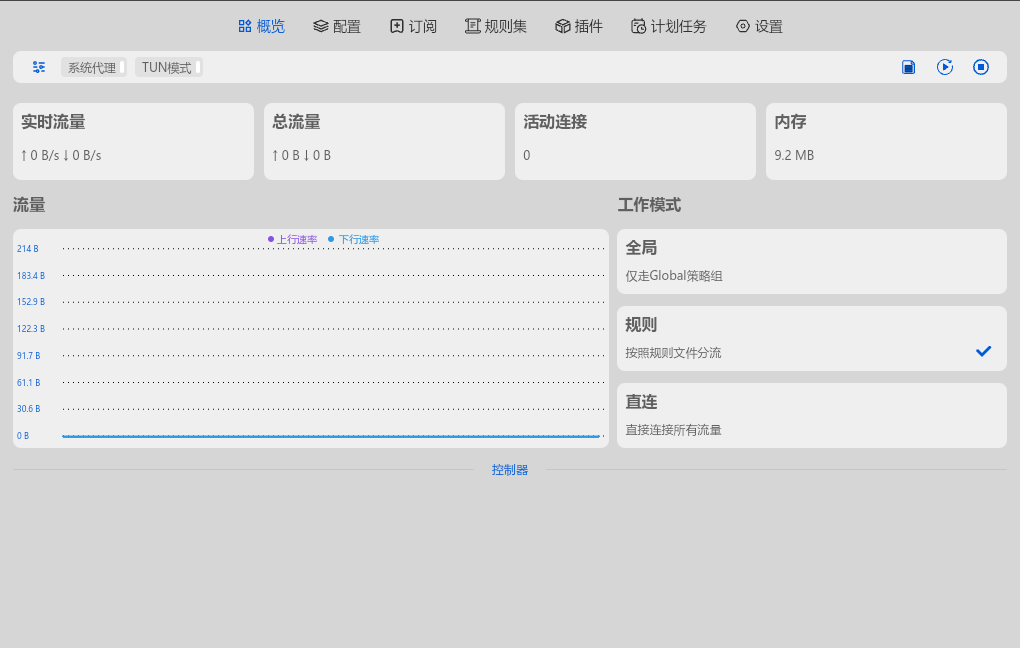 概览 配置 订阅 规则集 插件 计划任务 设置
系统代理 TUN模式
实时流量 总流量 活动连接 内存
↑ 0 B/s ↓ 0 B/s ↑ 0 B ↓ 0 B 0 9.2 MB
流量 工作模式
上行速率 下行速率
214 B
183.4 B
152.9 B
122.3 B
91.7 B
61.1 B
30.6 B
0 B
全局
仅走Global策略组
规则
按照规则文件分流
直连
直接连接所有流量
控制器